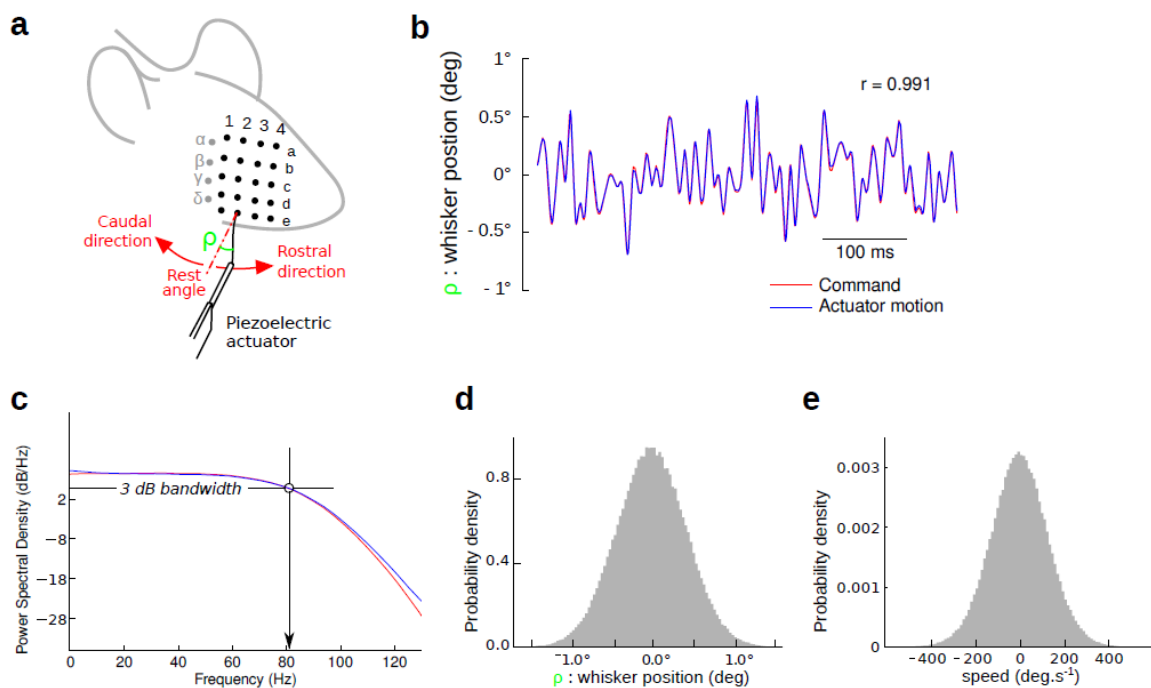 a
1 2 3 4
α
a
β
b
γ
c
δ
d
e
Caudal
direction
ρ
Rostral
direction
Rest
angle
Piezoelectric
actuator
b
ρ : whisker position (deg)
1°
0.5°
0°
- 0.5°
- 1°
r = 0.991
100 ms
Command
Actuator motion
c
Power Spectral Density (dB/Hz)
2
−8
−18
−28
3 dB bandwidth
0 20 40 60 80 100 120
Frequency (Hz)
d
Probability density
0.8
0.4
0.0
-1.0° 0.0° 1.0°
ρ : whisker position (deg)
e
Probability density
0.003
0.002
0.001
0
-400 -200 0 200 400
speed (deg.s⁻¹)